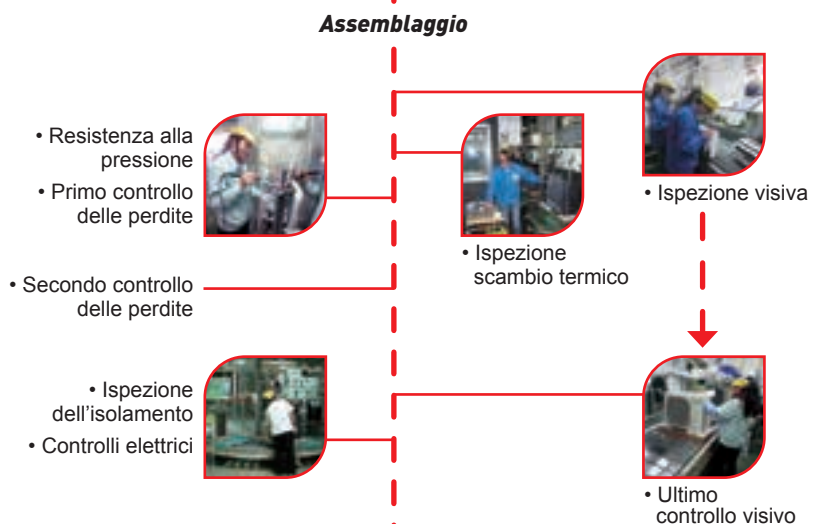 Assemblaggio
• Resistenza alla
pressione
• Primo controllo
delle perdite
• Ispezione visiva
• Ispezione
scambio termico
• Secondo controllo
delle perdite
• Ispezione
dell'isolamento
• Controlli elettrici
• Ultimo
controllo visivo